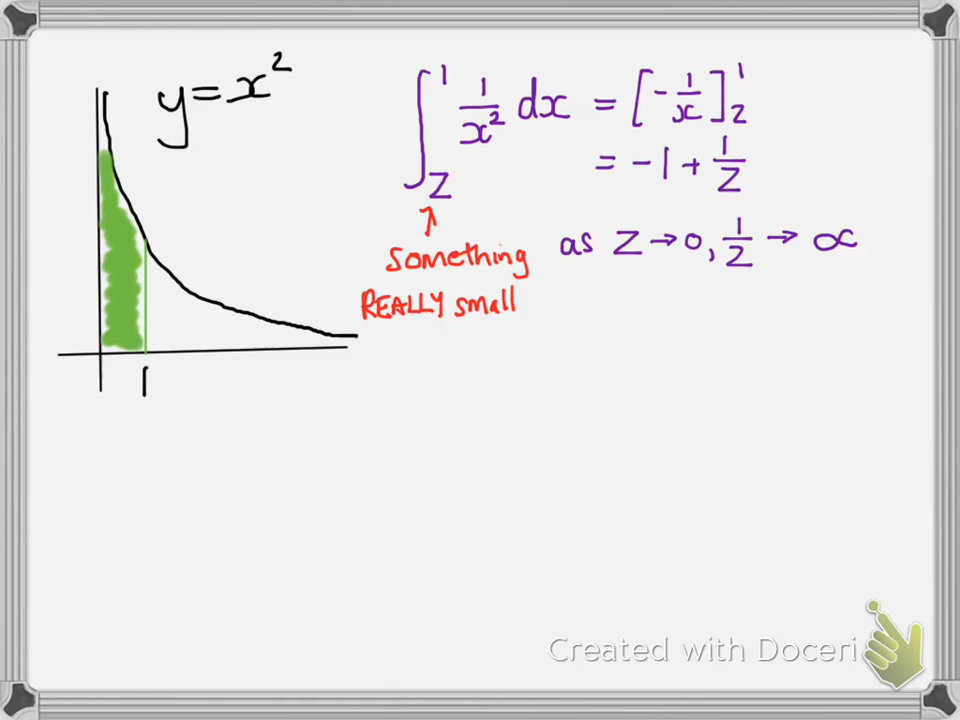 y = x²
∫_z^1 1/x² dx = [-1/x]_z^1
= -1 + 1/z
as z → 0, 1/z → ∞
↑
Something
REALLY small
1
Created with Doceri